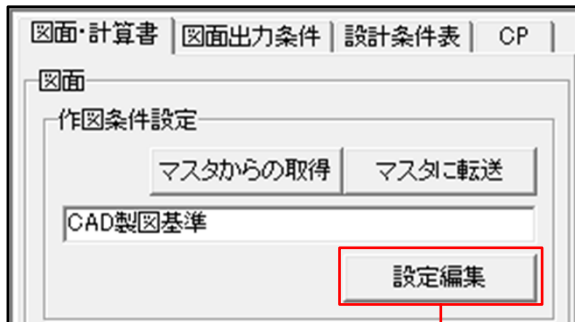 図面・計算書 図面出力条件 設計条件表 CP
図面
作図条件設定
マスタからの取得 マスタに転送
CAD製図基準
設定編集